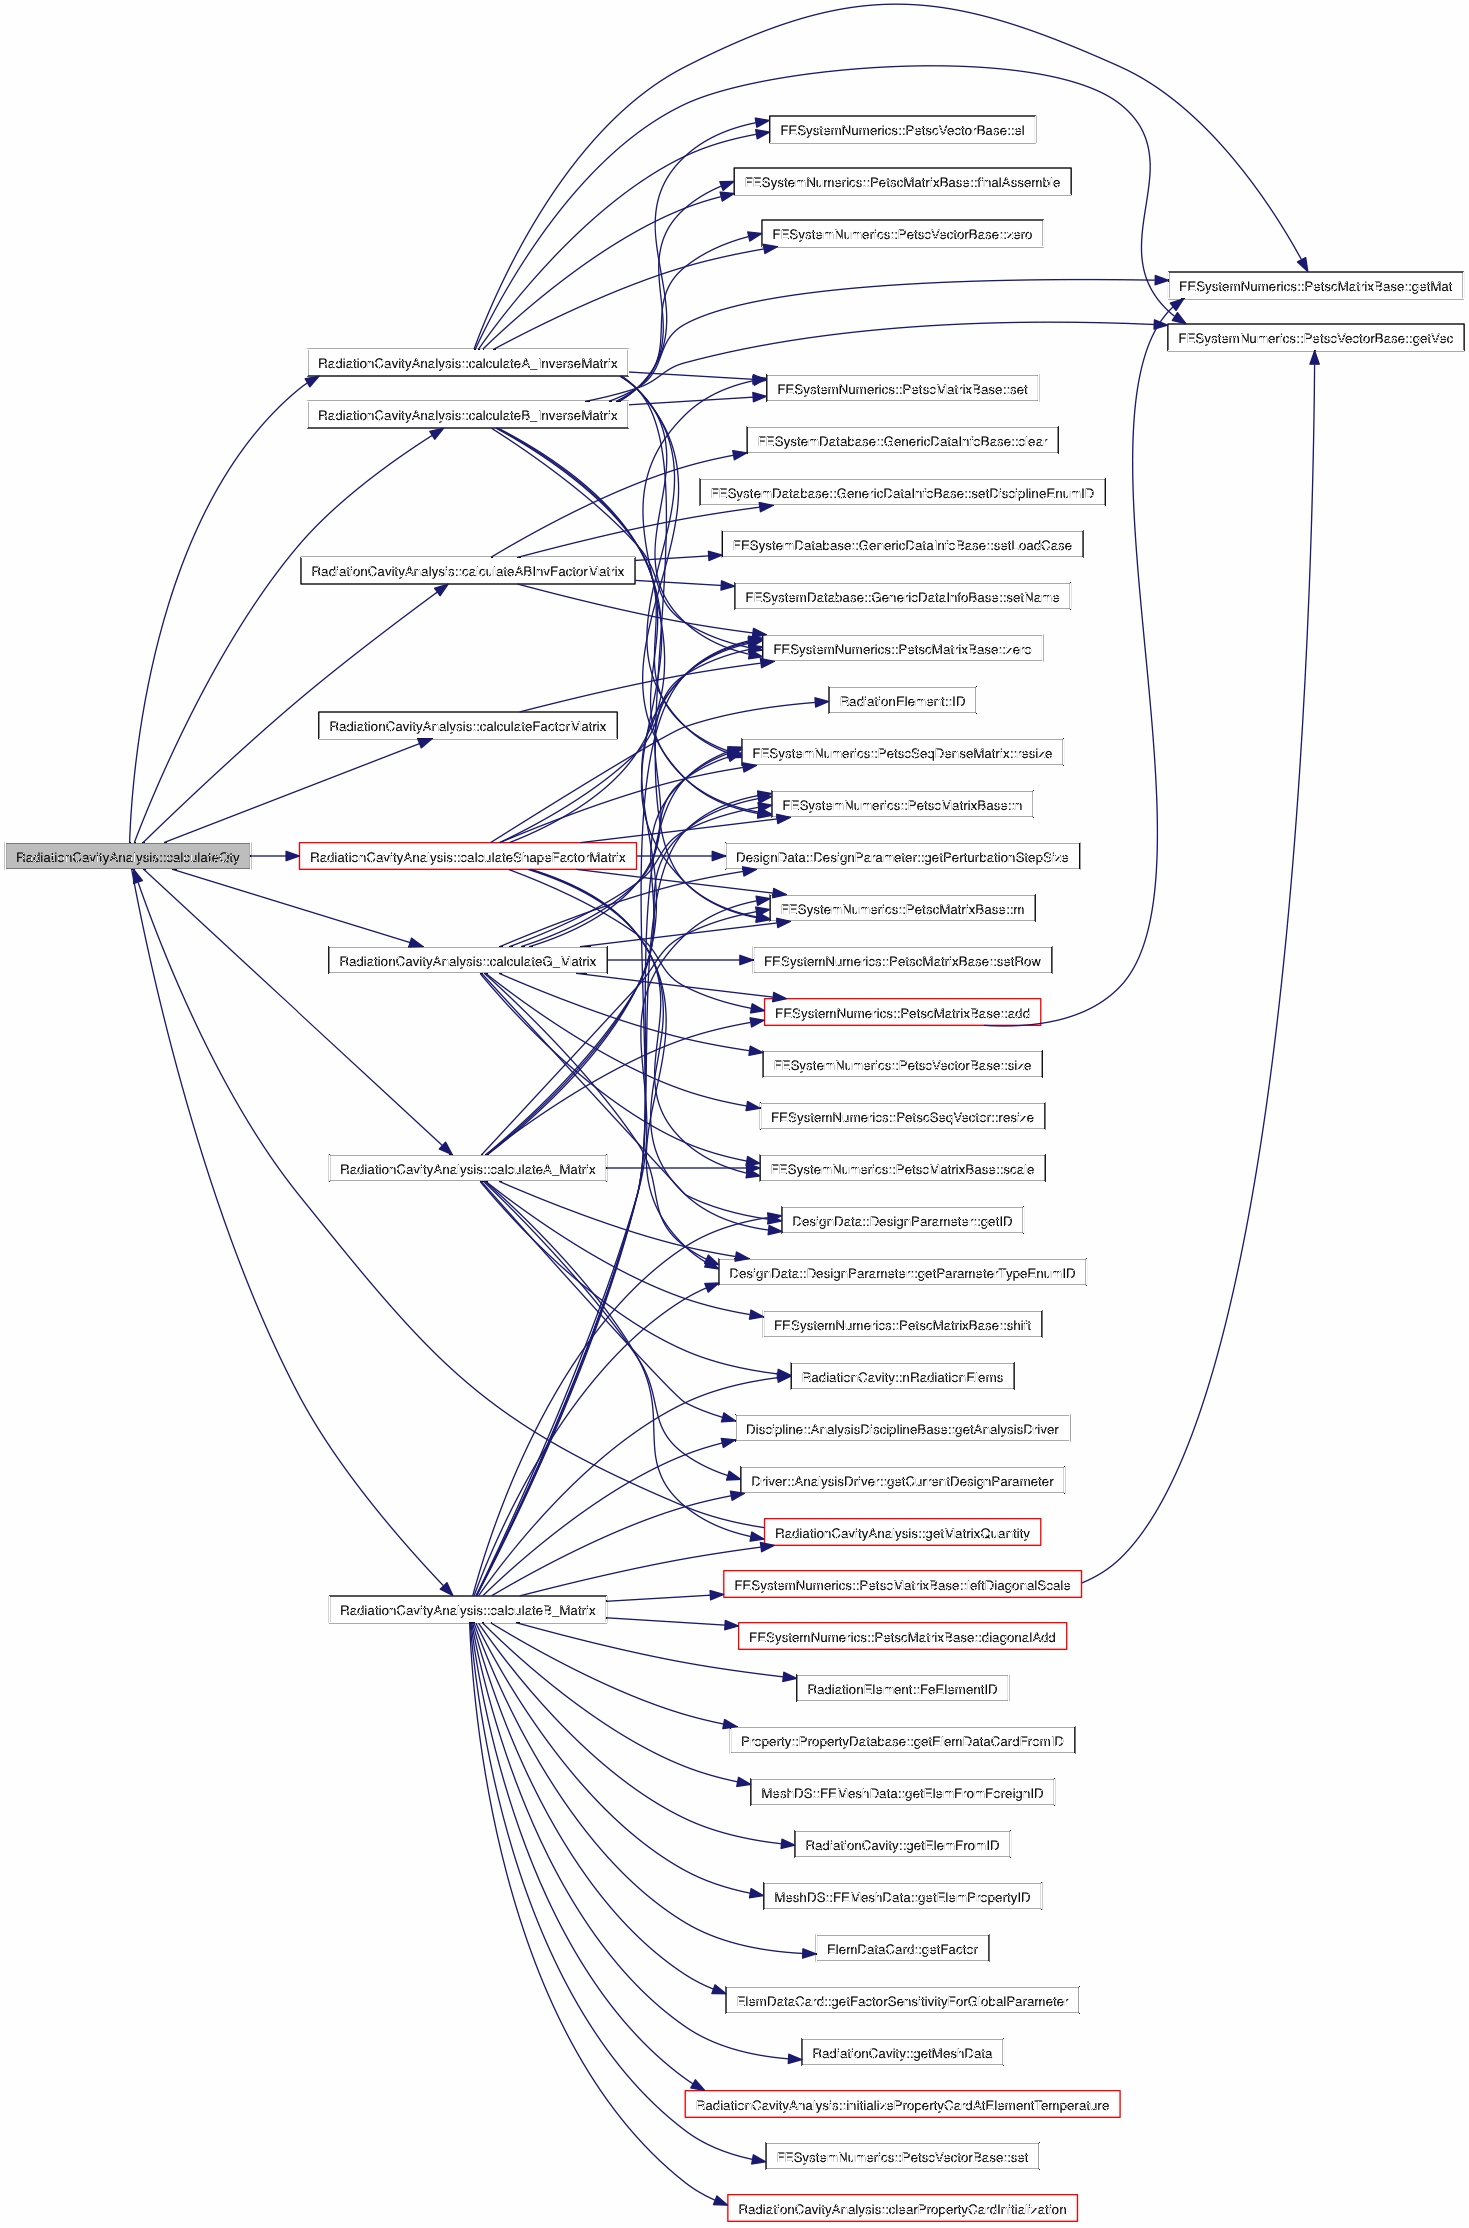 FESystemNumerics::PetscVectorBase::el
FESystemNumerics::PetscMatrixBase::finalAssemble
FESystemNumerics::PetscVectorBase::zero
FESystemNumerics::PetscMatrixBase::getMat
FESystemNumerics::PetscVectorBase::getVec
RadiationCavityAnalysis::calculateA_InverseMatrix
FESystemNumerics::PetscMatrixBase::set
RadiationCavityAnalysis::calculateB_InverseMatrix
FESystemDatabase::GenericDataInfoBase::clear
FESystemDatabase::GenericDataInfoBase::setDisciplineEnumID
FESystemDatabase::GenericDataInfoBase::setLoadCase
RadiationCavityAnalysis::calculateABInvFactorMatrix
FESystemDatabase::GenericDataInfoBase::setName
FESystemNumerics::PetscMatrixBase::zero
RadiationElement::ID
RadiationCavityAnalysis::calculateFactorMatrix
FESystemNumerics::PetscSeqDenseMatrix::resize
FESystemNumerics::PetscMatrixBase::n
RadiationCavityAnalysis::calculateQty
RadiationCavityAnalysis::calculateShapeFactorMatrix
DesignData::DesignParameter::getPerturbationStepSize
FESystemNumerics::PetscMatrixBase::m
RadiationCavityAnalysis::calculateG_Matrix
FESystemNumerics::PetscMatrixBase::setRow
FESystemNumerics::PetscMatrixBase::add
FESystemNumerics::PetscVectorBase::size
FESystemNumerics::PetscSeqVector::resize
RadiationCavityAnalysis::calculateA_Matrix
FESystemNumerics::PetscMatrixBase::scale
DesignData::DesignParameter::getID
DesignData::DesignParameter::getParameterTypeEnumID
FESystemNumerics::PetscMatrixBase::shift
RadiationCavity::nRadiationElems
Discipline::AnalysisDisciplineBase::getAnalysisDriver
Driver::AnalysisDriver::getCurrentDesignParameter
RadiationCavityAnalysis::getMatrixQuantity
FESystemNumerics::PetscMatrixBase::leftDiagonalScale
RadiationCavityAnalysis::calculateB_Matrix
FESystemNumerics::PetscMatrixBase::diagonalAdd
RadiationElement::FeElementID
Property::PropertyDatabase::getElemDataCardFromID
MeshDS::FEMeshData::getElemFromForeignID
RadiationCavity::getElemFromID
MeshDS::FEMeshData::getElemPropertyID
ElemDataCard::getFactor
ElemDataCard::getFactorSensitivityForGlobalParameter
RadiationCavity::getMeshData
RadiationCavityAnalysis::initializePropertyCardAtElementTemperature
FESystemNumerics::PetscVectorBase::set
RadiationCavityAnalysis::clearPropertyCardInitialization